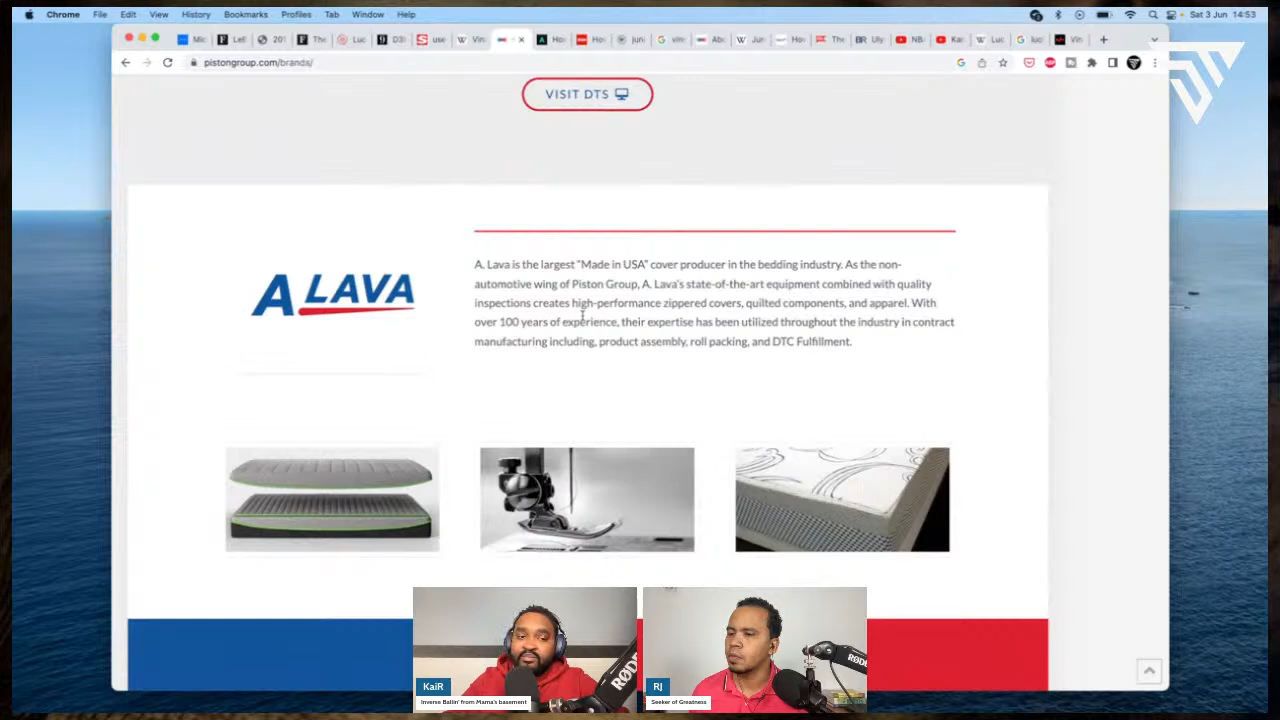 Chrome File Edit View History Bookmarks Profiles Tab Window Help Sat 3 Jun 14:53
pistongroup.com/brands/
VISIT DTS
A. Lava is the largest "Made in USA" cover producer in the bedding industry. As the non-
automotive wing of Piston Group, A. Lava's state-of-the-art equipment combined with quality
inspections creates high-performance zippered covers, quilted components, and apparel. With
over 100 years of experience, their expertise has been utilized throughout the industry in contract
manufacturing including, product assembly, roll packing, and DTC Fulfillment.
A LAVA
KaiR
Inverse Ballin' from Mama's basement
RØDE
RJ
Seeker of Greatness
RØDE